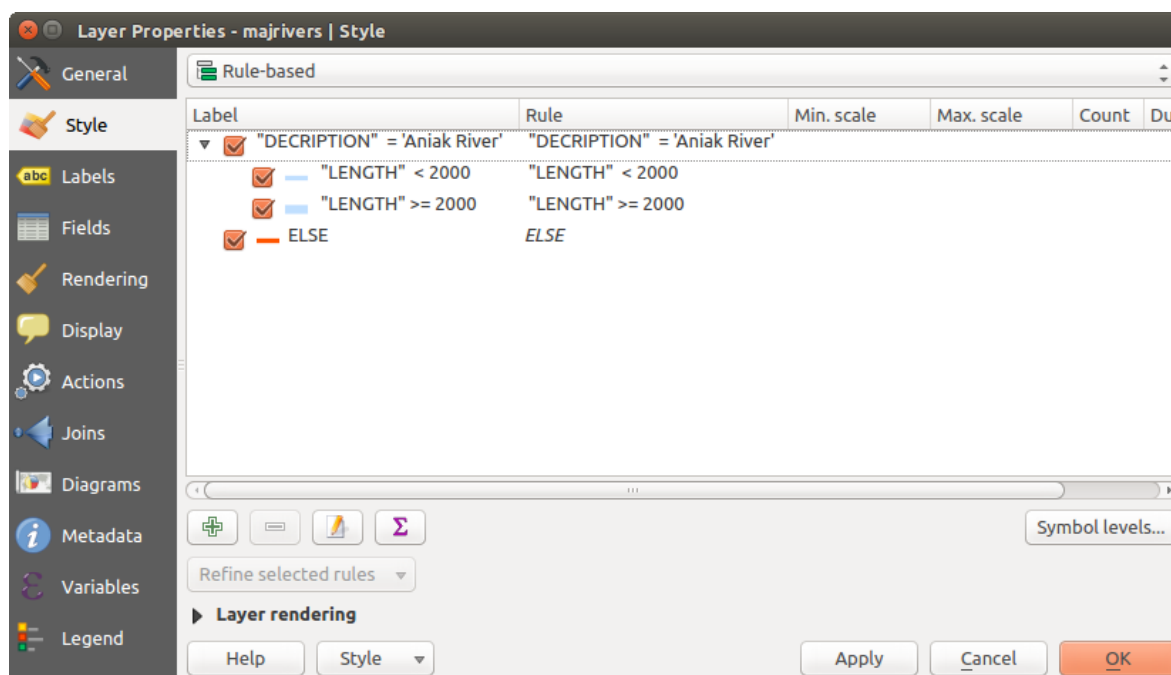 Layer Properties - majrivers | Style
General
Rule-based
Style
Label Rule Min. scale Max. scale Count Du
"DECRIPTION" = 'Aniak River' "DECRIPTION" = 'Aniak River'
abc Labels
"LENGTH" < 2000 "LENGTH" < 2000
"LENGTH" >= 2000 "LENGTH" >= 2000
Fields
ELSE ELSE
Rendering
Display
Actions
Joins
Diagrams
Metadata
Σ
Symbol levels...
Variables
Refine selected rules
Layer rendering
Legend
Help Style Apply Cancel OK